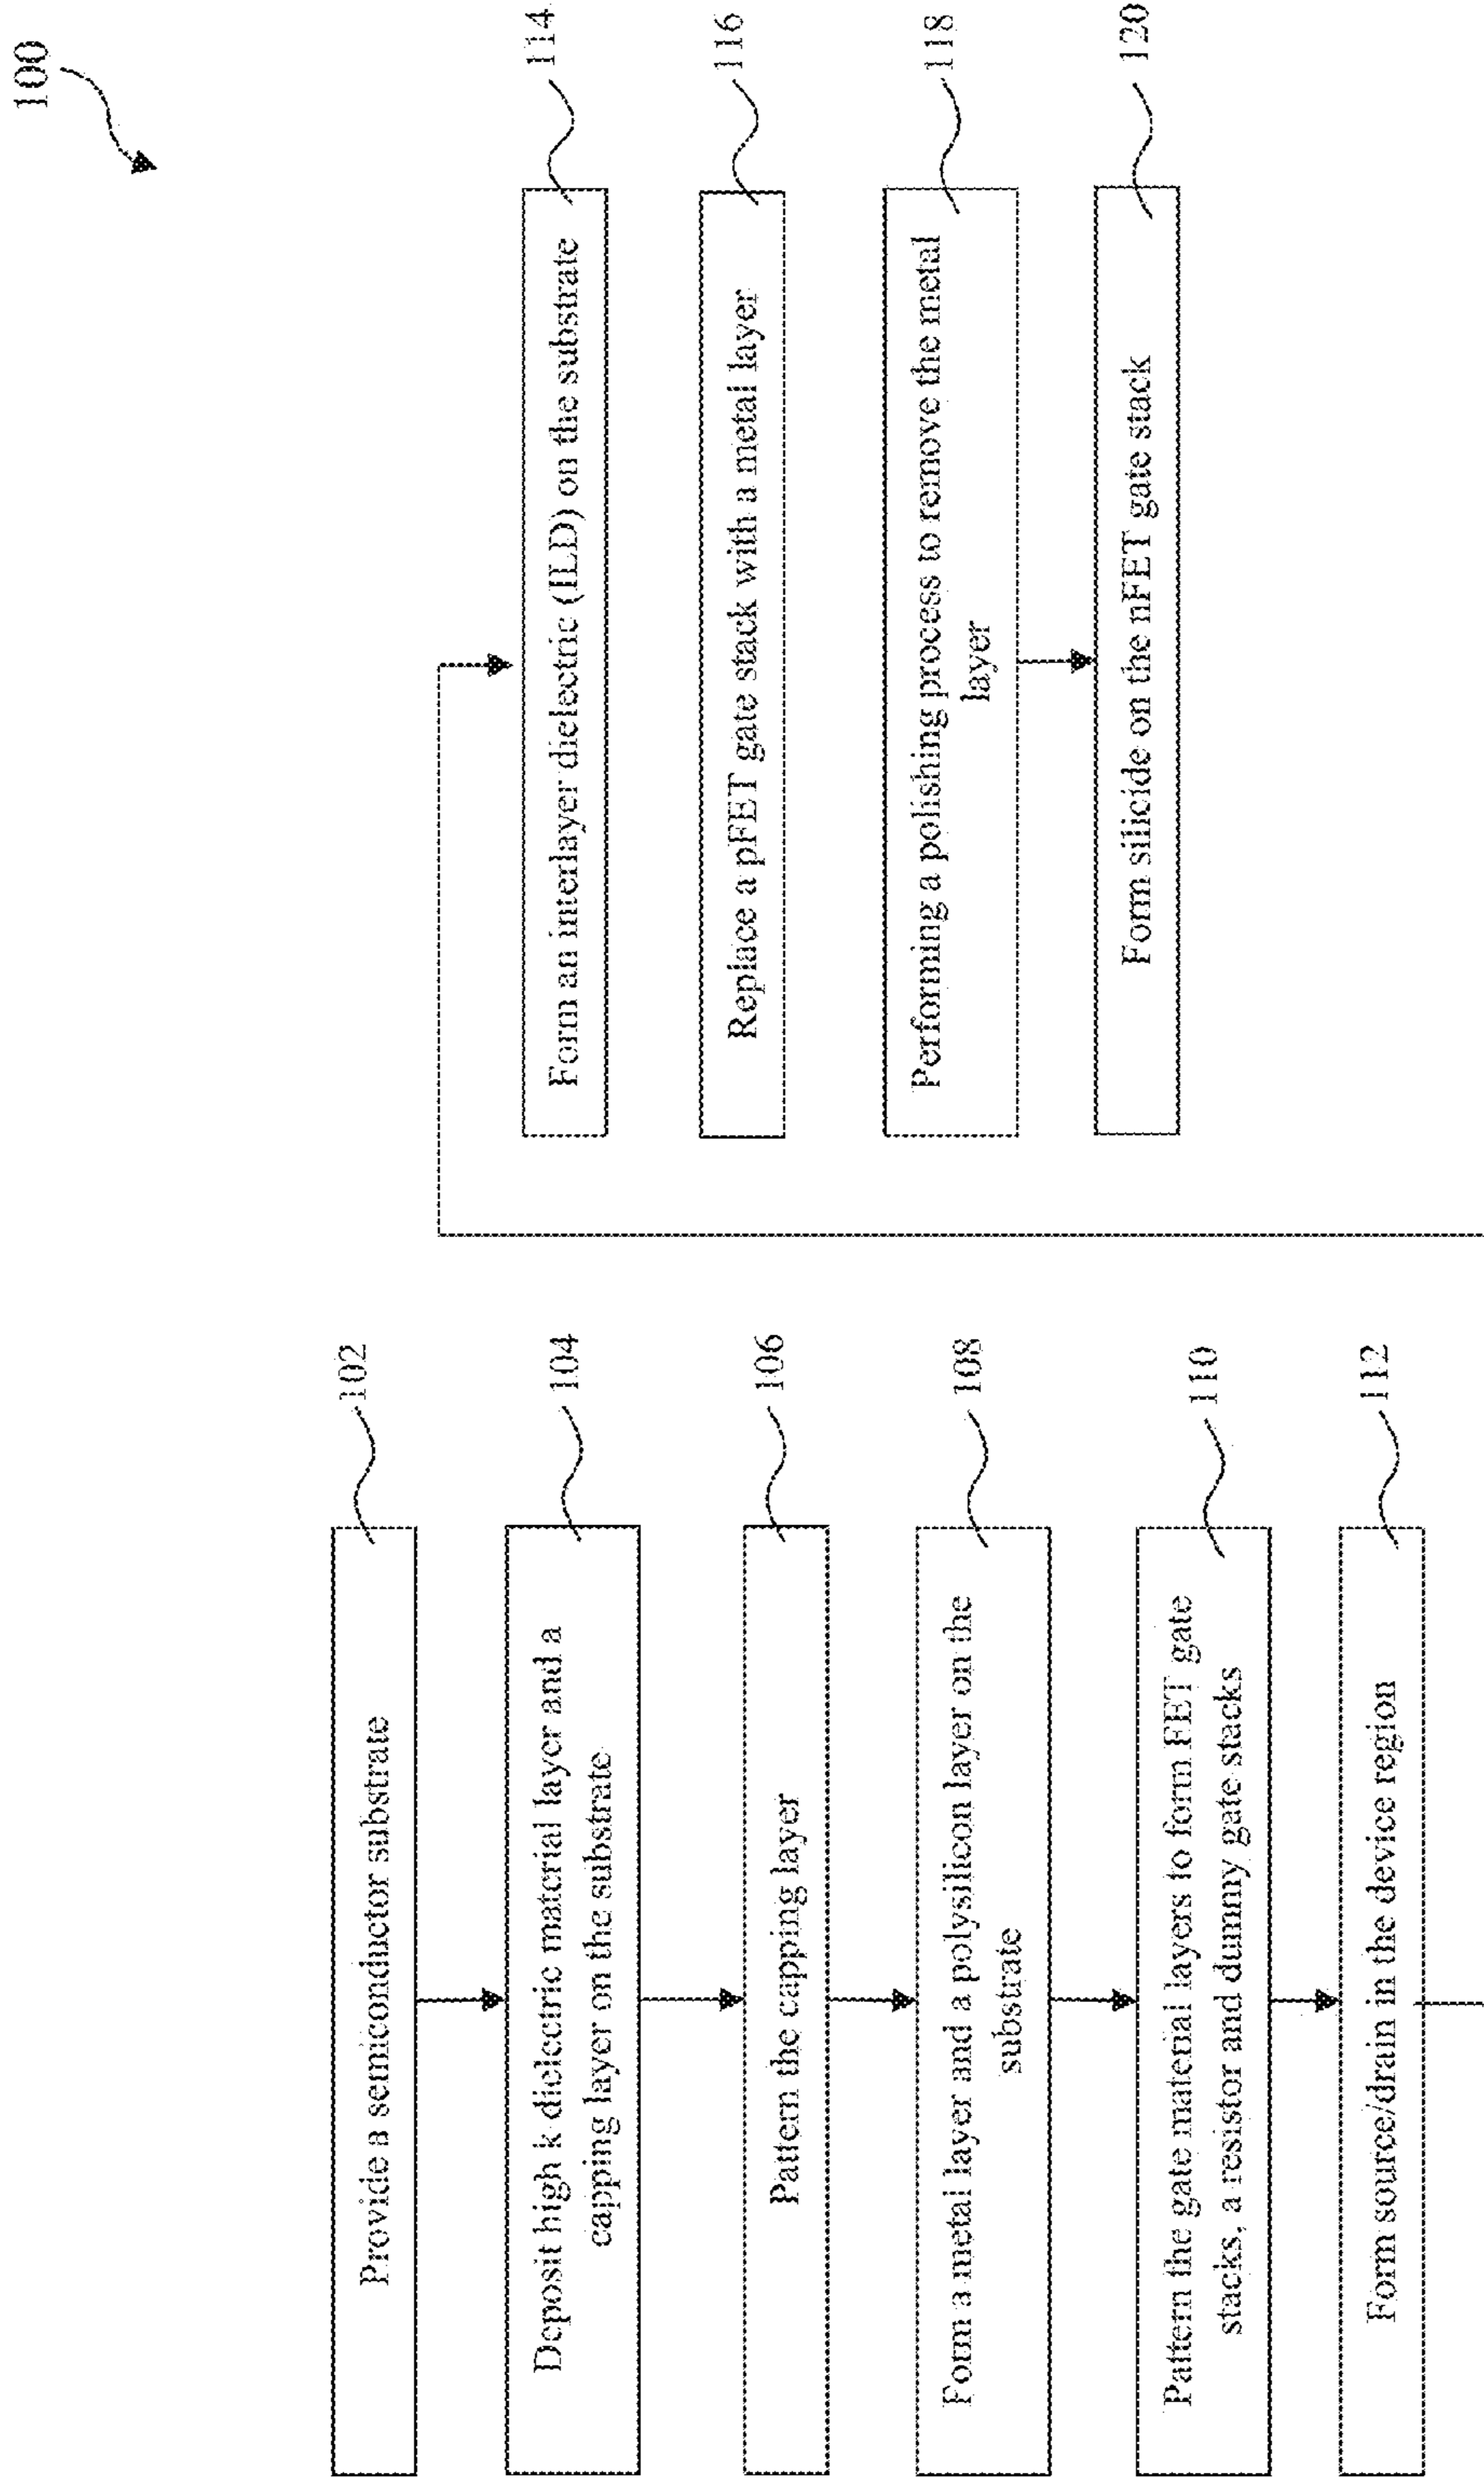 100
Provide a semiconductor substrate
102
Deposit high k dielectric material layer and a
capping layer on the substrate
104
Pattern the capping layer
106
Form a metal layer and a polysilicon layer on the
substrate
108
Pattern the gate material layers to form FET gate
stacks, a resistor and dummy gate stacks
110
Form source/drain in the device region
112
Form an interlayer dielectric (ILD) on the substrate
114
Replace a pFET gate stack with a metal layer
116
Performing a polishing process to remove the metal
layer
118
Form silicide on the nFET gate stack
120